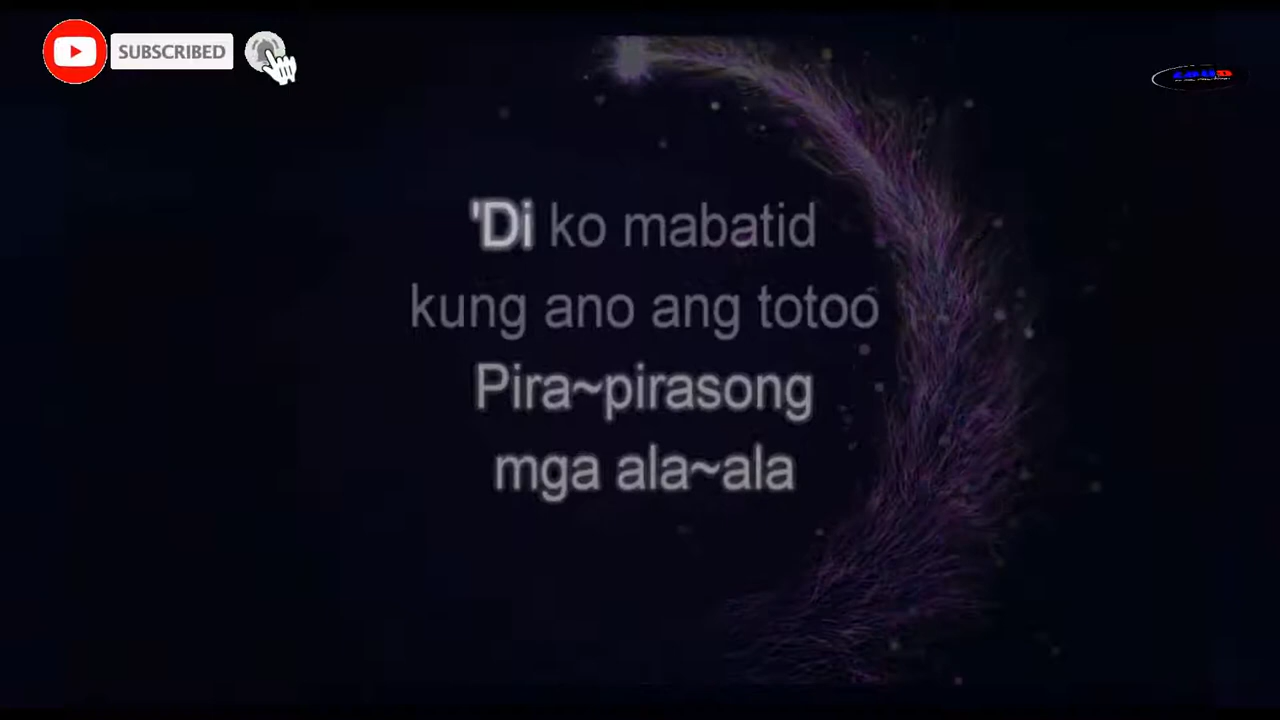 SUBSCRIBED
'Di ko mabatid
kung ano ang totoo
Pira~pirasong
mga ala~ala